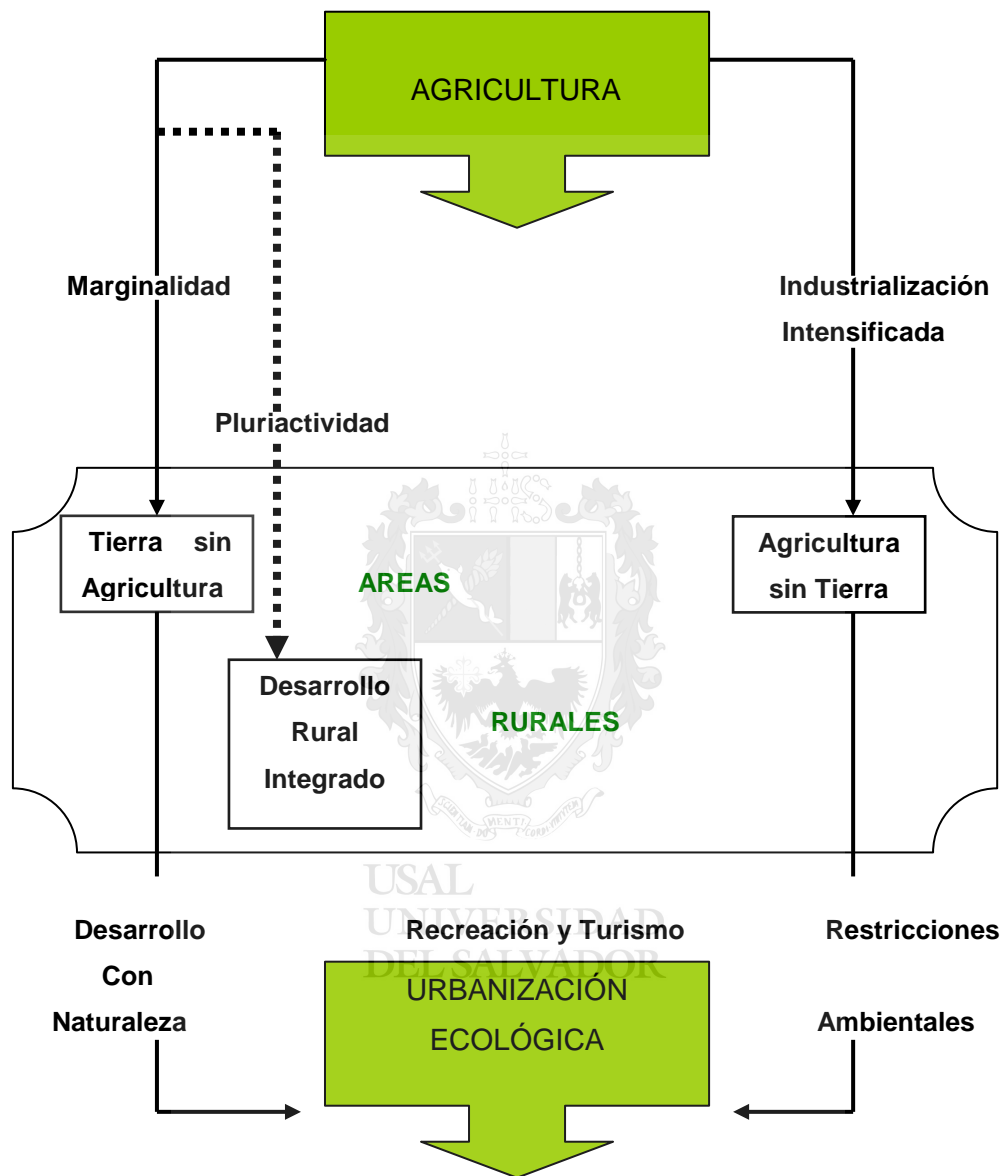 AGRICULTURA
Marginalidad
Industrialización
Intensificada
Pluriactividad
Tierra sin
Agricultura
AREAS
Agricultura
sin Tierra
Desarrollo
Rural
Integrado
RURALES
MENTI
USAL
UNIVERSIDAD
DEL SALVADOR
Desarrollo
Con
Naturaleza
Recreación y Turismo
Restricciones
Ambientales
URBANIZACIÓN
ECOLÓGICA